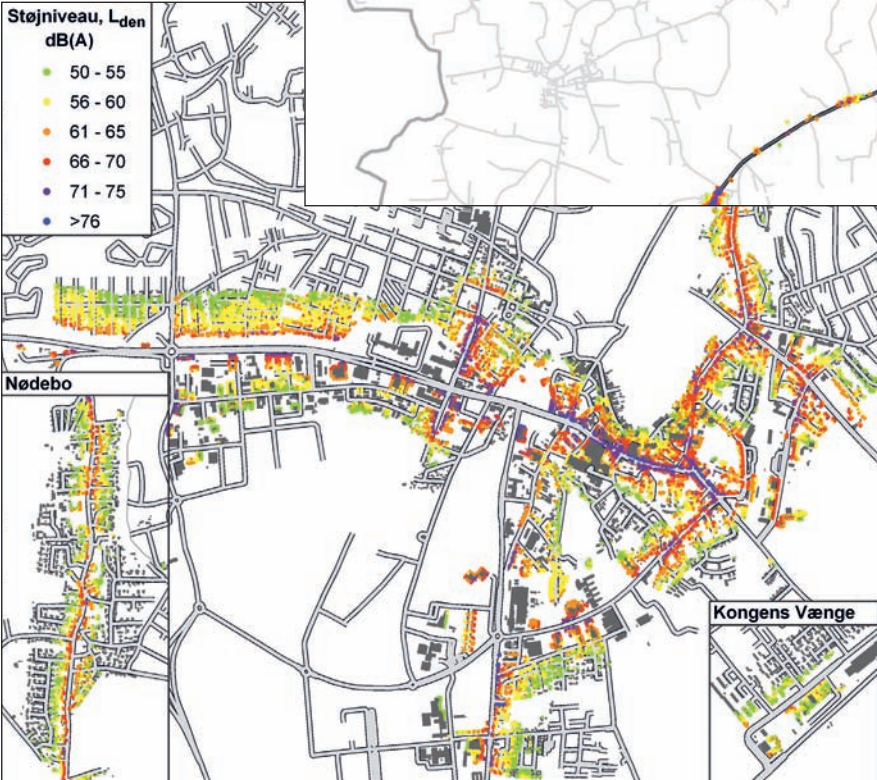 Støjniveau, Lden
dB(A)
50 - 55
56 - 60
61 - 65
66 - 70
71 - 75
>76
Nødebo
Kongens Vænge